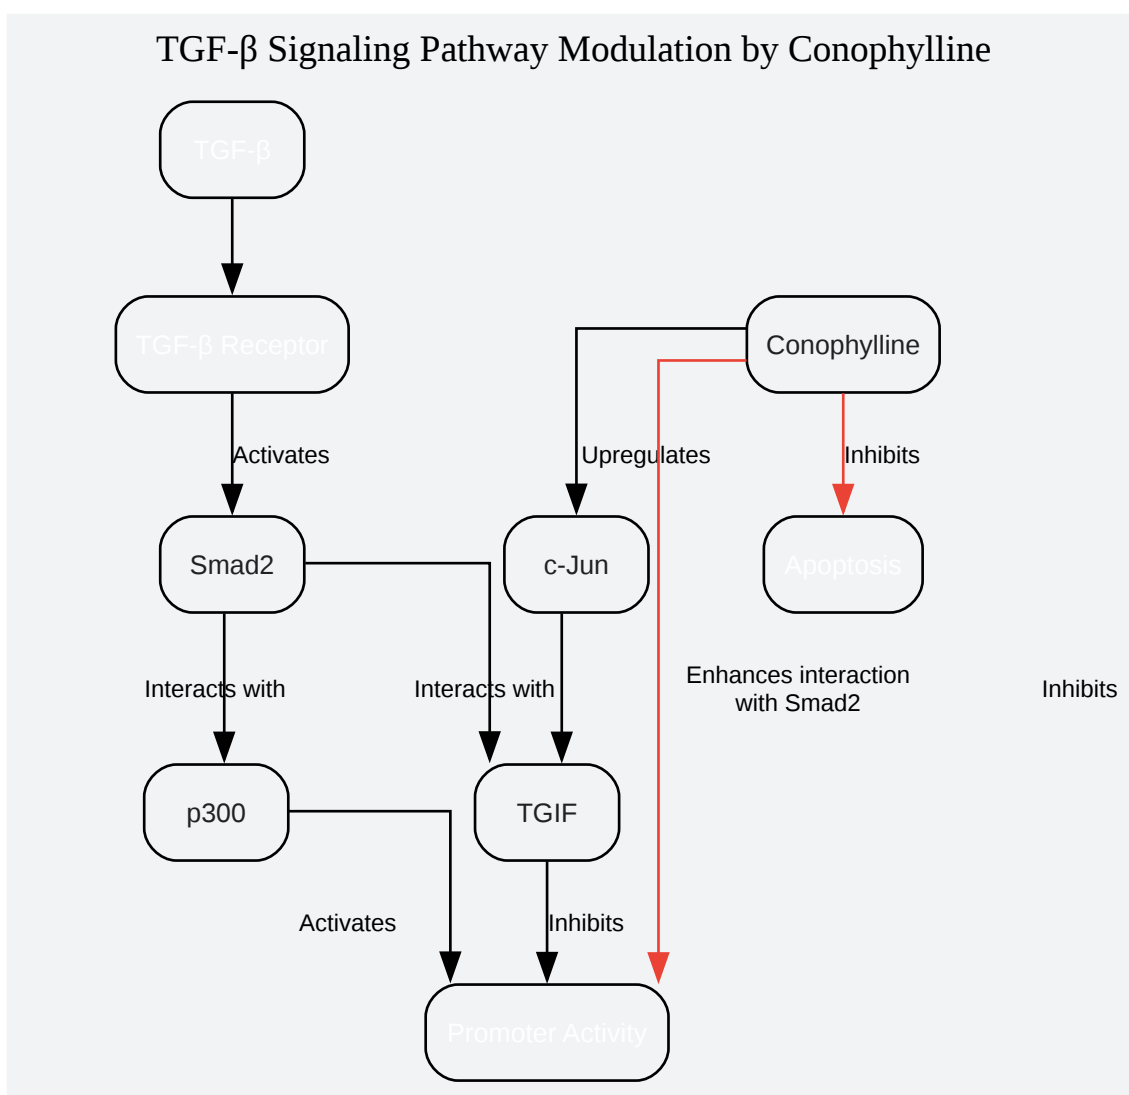 TGF-β Signaling Pathway Modulation by Conophylline
TGF-β
TGF-β Receptor
Conophylline
Activates
Upregulates
Inhibits
Smad2
c-Jun
Apoptosis
Interacts with
Interacts with
Enhances interaction
with Smad2
Inhibits
p300
TGIF
Activates
Inhibits
Promoter Activity